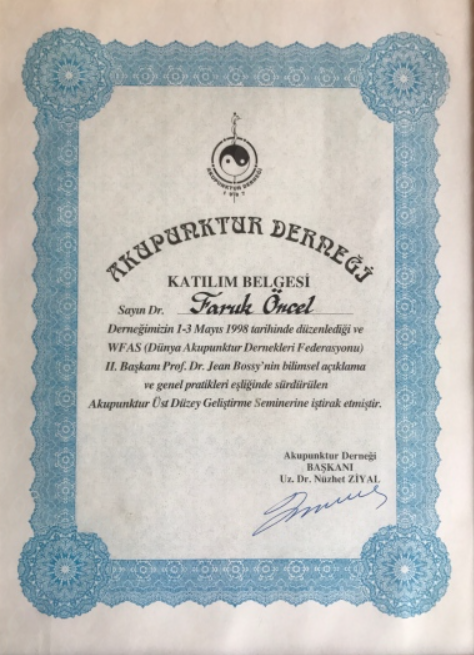 AKUPUNKTUR DERNEĞİ
AKUPUNKTUR DERNEĞİ
KATILIM BELGESİ
Sayın Dr. Faruk Öncel
Derneğimizin 1-3 Mayıs 1998 tarihinde düzenlediği ve
WFAS (Dünya Akupunktur Dernekleri Federasyonu)
II. Başkanı Prof. Dr. Jean Bossy'nin bilimsel açıklama
ve genel pratikleri eşliğinde sürdürülen
Akupunktur Üst Düzey Geliştirme Seminerine iştirak etmiştir.
Akupunktur Derneği
BAŞKANI
Uz. Dr. Nüzhet ZİYAL